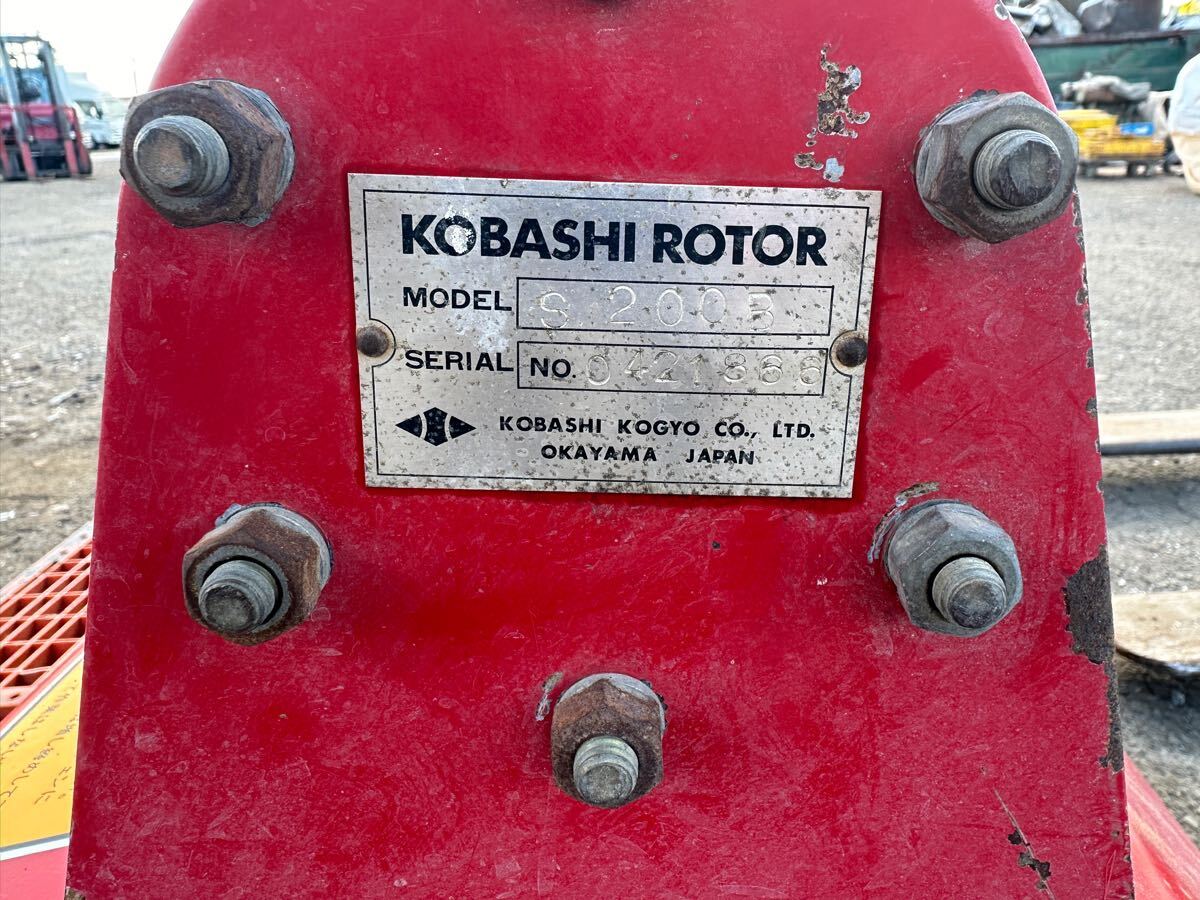 KOBASHI ROTOR
MODEL S 200B
SERIAL NO. 0421866
KOBASHI KOGYO CO., LTD.
OKAYAMA JAPAN